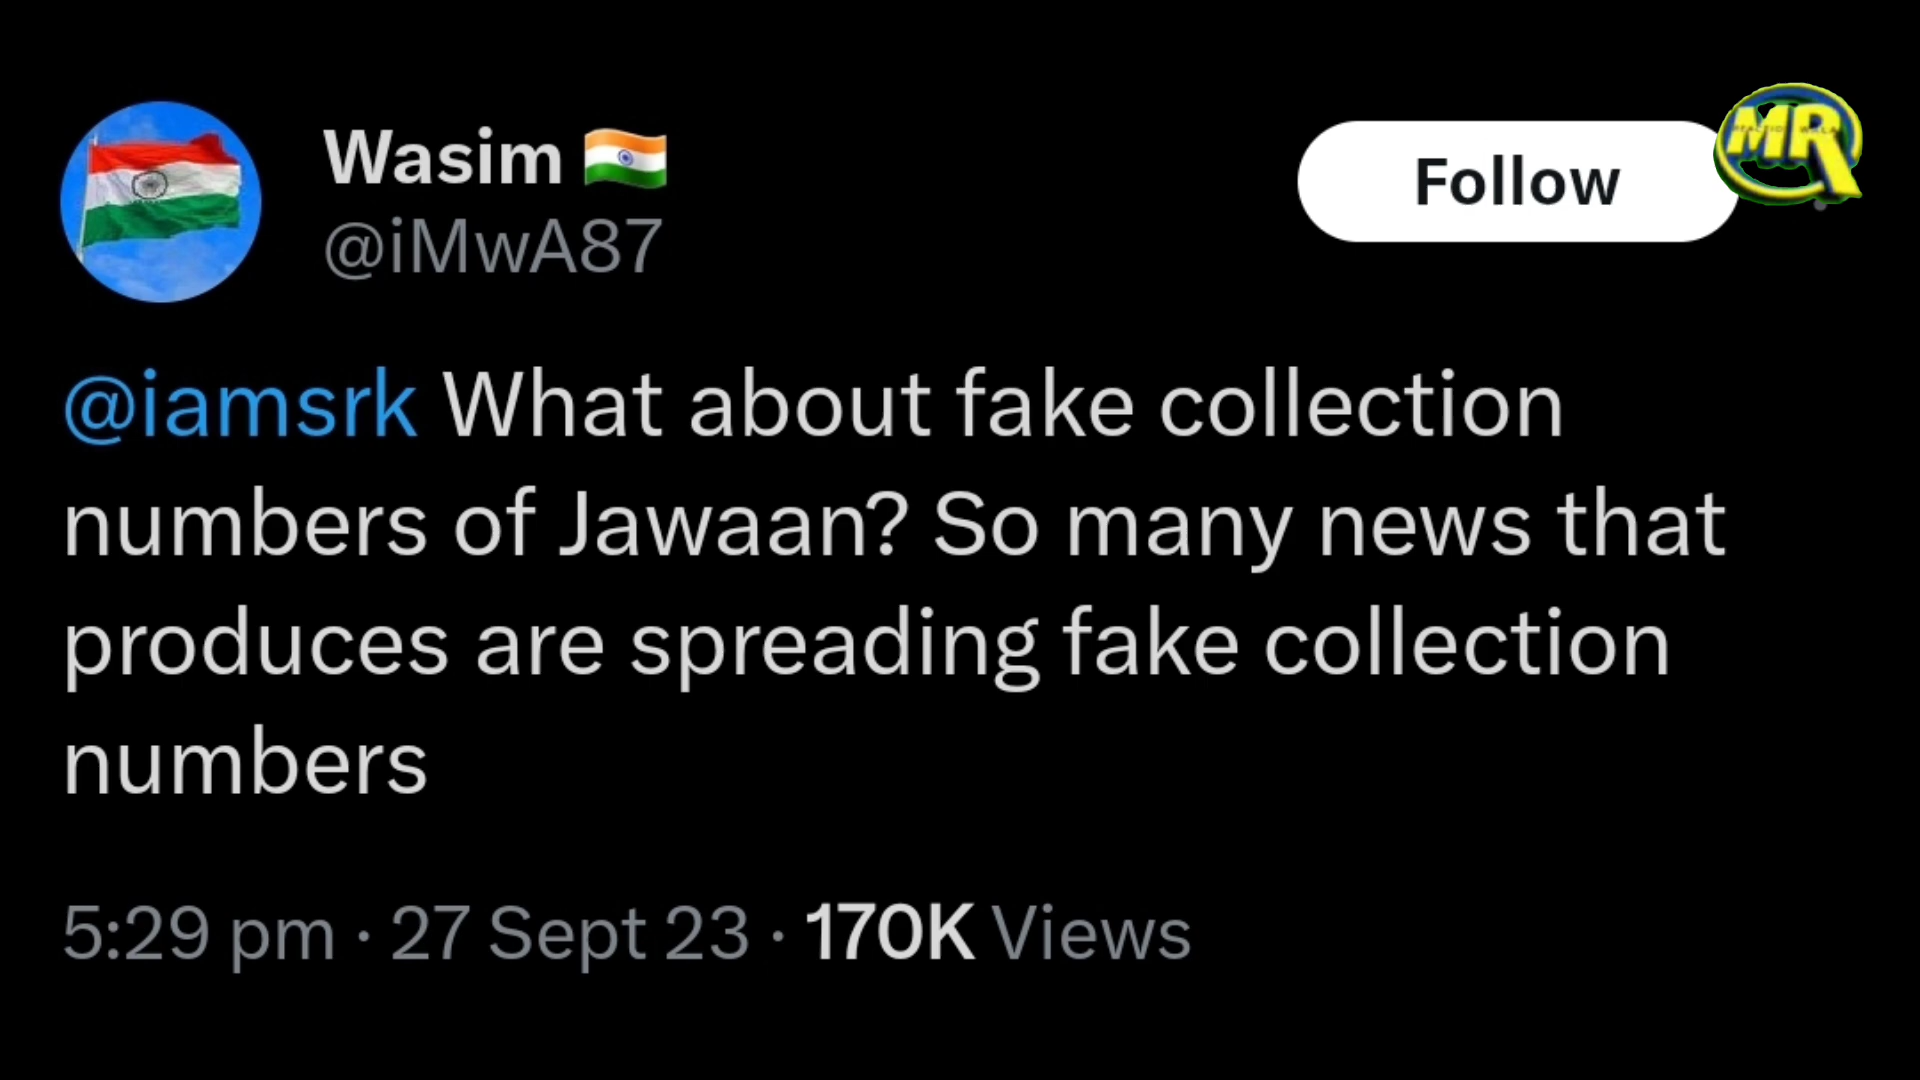 Wasim 🇮🇳
@iMwA87
Follow
MR
@iamsrk What about fake collection
numbers of Jawaan? So many news that
produces are spreading fake collection
numbers
5:29 pm · 27 Sept 23 · 170K Views